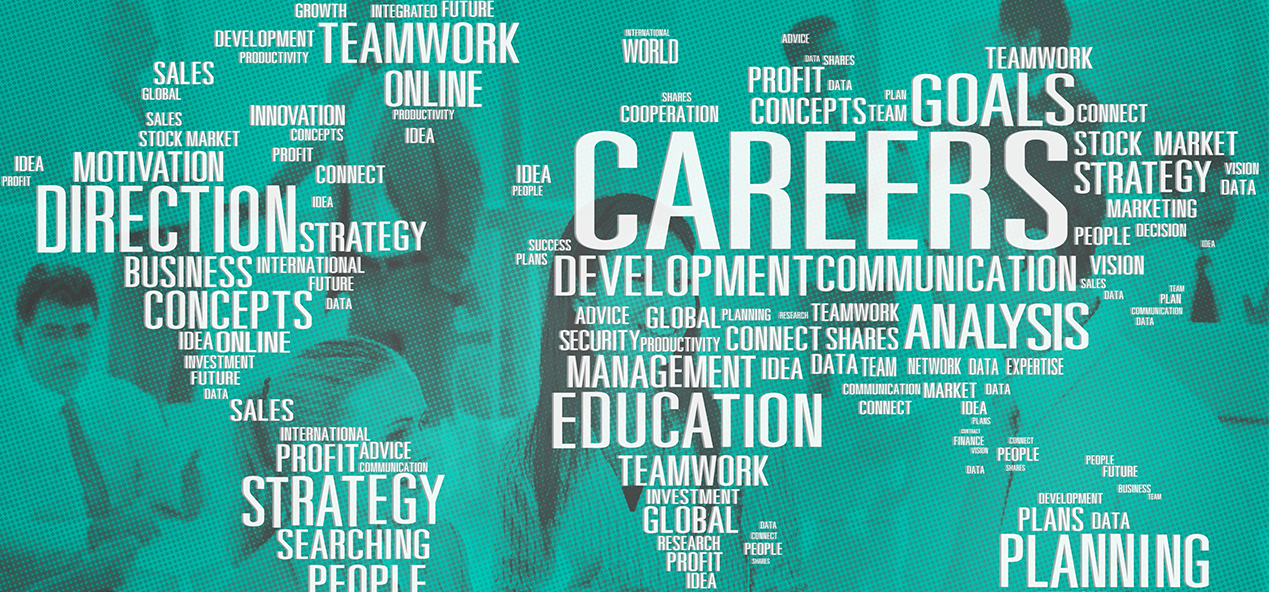 GROWTH INTEGRATED FUTURE
DEVELOPMENT TEAMWORK
PRODUCTIVITY
SALES
GLOBAL
ONLINE
PRODUCTIVITY
SALES INNOVATION
CONCEPTS IDEA
STOCK MARKET
PROFIT
IDEA MOTIVATION CONNECT
PROFIT
DIRECTION IDEA
STRATEGY
BUSINESS INTERNATIONAL
FUTURE
CONCEPTS DATA
IDEA ONLINE
INVESTMENT
FUTURE
DATA
SALES
INTERNATIONAL
PROFIT ADVICE
COMMUNICATION
STRATEGY
SEARCHING
PEOPLE
INTERNATIONAL
WORLD
SHARES
COOPERATION
ADVICE
DATA SHARES
PROFIT DATA
CONCEPTS TEAM
PLAN
TEAMWORK
GOALS CONNECT
IDEA
PEOPLE
CAREERS
STOCK MARKET
STRATEGY VISION
DATA
MARKETING
PEOPLE DECISION
IDEA
SUCCESS
PLANS
DEVELOPMENT COMMUNICATION VISION
SALES
DATA
TEAM
PLAN
COMMUNICATION
DATA
ADVICE GLOBAL PLANNING RESEARCH TEAMWORK
SECURITY PRODUCTIVITY CONNECT SHARES ANALYSIS
MANAGEMENT IDEA DATA TEAM NETWORK DATA EXPERTISE
COMMUNICATION MARKET DATA
EDUCATION CONNECT IDEA
PLANS
CONTRACT
FINANCE CONNECT
VISION PEOPLE
DATA SHARES
TEAMWORK
INVESTMENT
GLOBAL DATA
RESEARCH CONNECT
PEOPLE
PROFIT SHARES
IDEA
PEOPLE
FUTURE
BUSINESS
TEAM
DEVELOPMENT
PLANS DATA
PLANNING